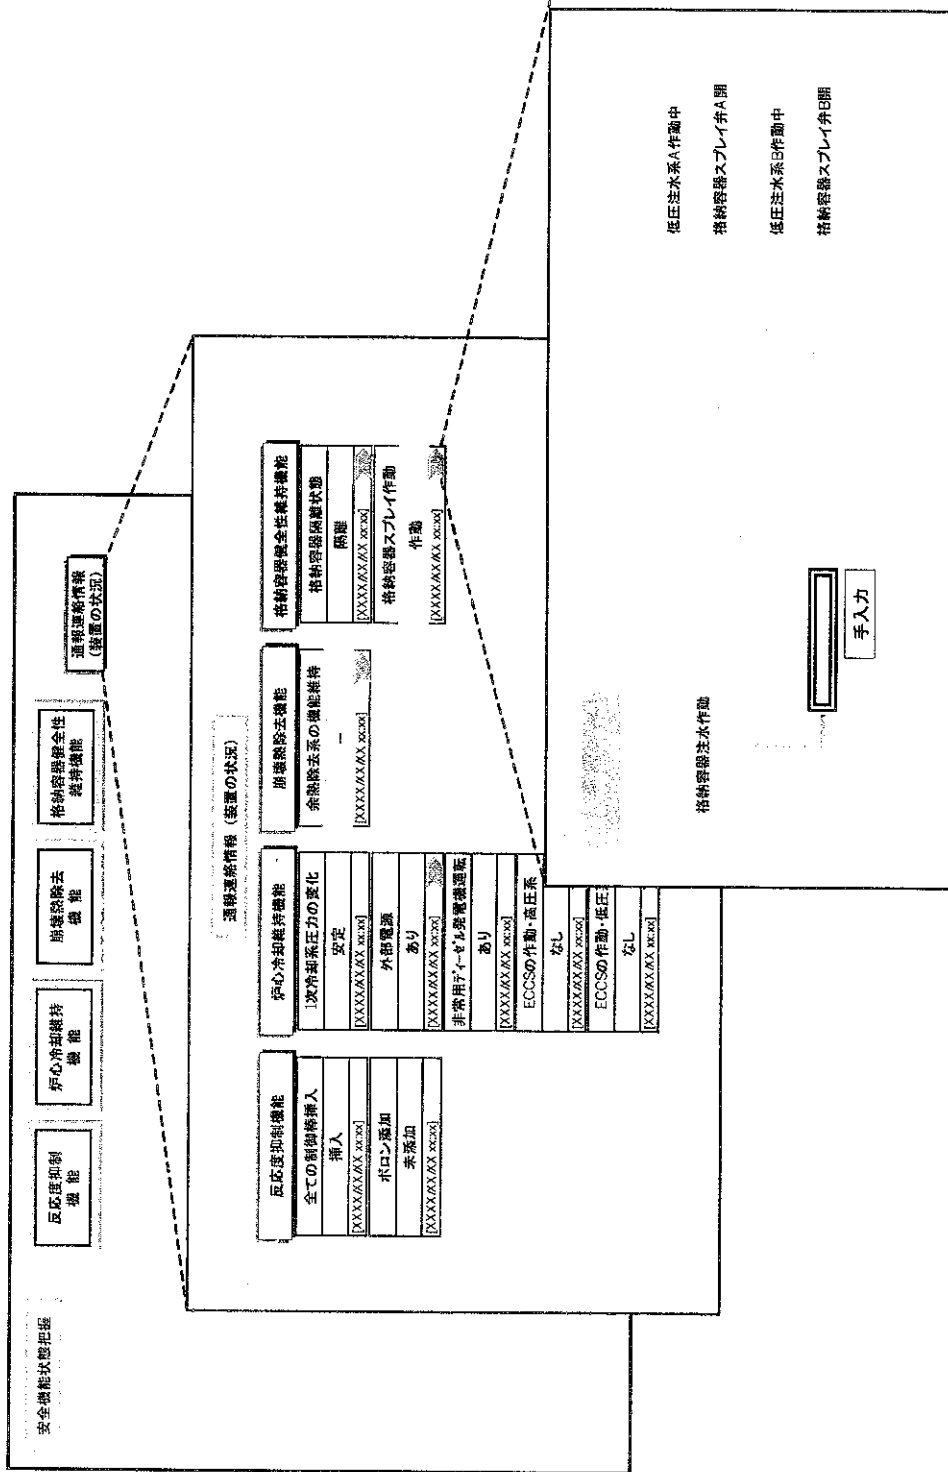 安全機能状態把握
反応度抑制
機 能
炉心冷却維持
機 能
崩壊熱除去
機 能
格納容器健全性
維持機能
通報連絡情報
(装置の状況)
通報連絡情報(装置の状況)
反応度抑制機能
全ての制御棒挿入
挿入
[XXXX/XX/XX xx:xx]
ボロン添加
未添加
[XXXX/XX/XX xx:xx]
炉心冷却維持機能
1次冷却系圧力の変化
安定
[XXXX/XX/XX xx:xx]
外部電源
あり
[XXXX/XX/XX xx:xx]
非常用ディーゼル発電機運転
あり
[XXXX/XX/XX xx:xx]
ECCSの作動・高圧系
なし
[XXXX/XX/XX xx:xx]
ECCSの作動・低圧
なし
[XXXX/XX/XX xx:xx]
崩壊熱除去機能
余熱除去系の機能維持
－
[XXXX/XX/XX xx:xx]
格納容器健全性維持機能
格納容器隔離状態
隔離
[XXXX/XX/XX xx:xx]
格納容器スプレイ作動
作動
[XXXX/XX/XX xx:xx]
格納容器注水作動
手入力
低圧注水系A作動中
格納容器スプレイ弁A開
低圧注水系B作動中
格納容器スプレイ弁B開